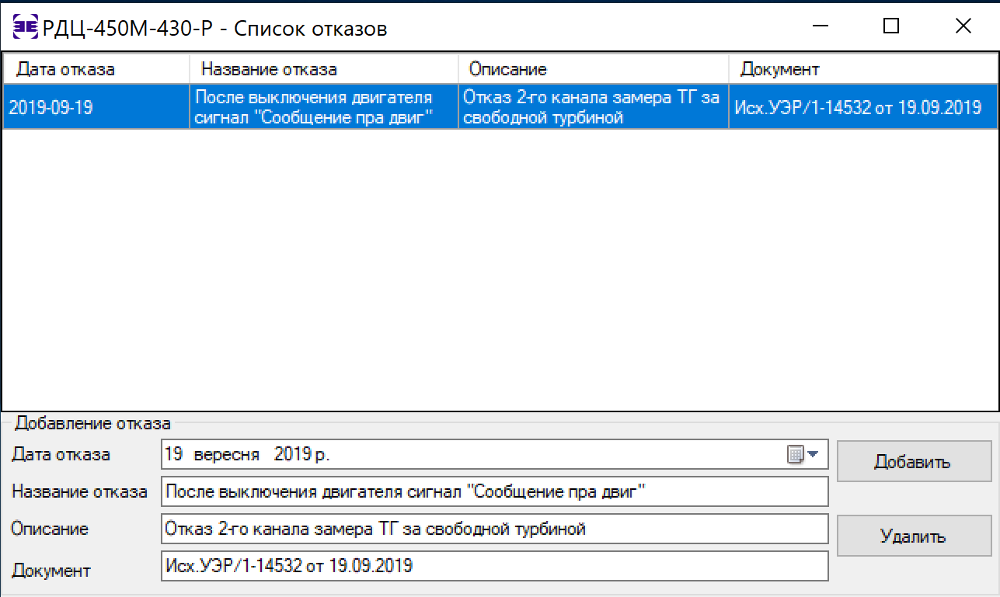 РДЦ-450М-430-Р - Список отказов
Дата отказа Название отказа Описание Документ
2019-09-19
После выключения двигателя
сигнал "Сообщение пра двиг"
Отказ 2-го канала замера ТГ за
свободной турбиной
Исх.УЭР/1-14532 от 19.09.2019
Добавление отказа
Дата отказа 19 вересня 2019 р. Добавить
Название отказа После выключения двигателя сигнал "Сообщение пра двиг"
Описание Отказ 2-го канала замера ТГ за свободной турбиной Удалить
Документ Исх.УЭР/1-14532 от 19.09.2019